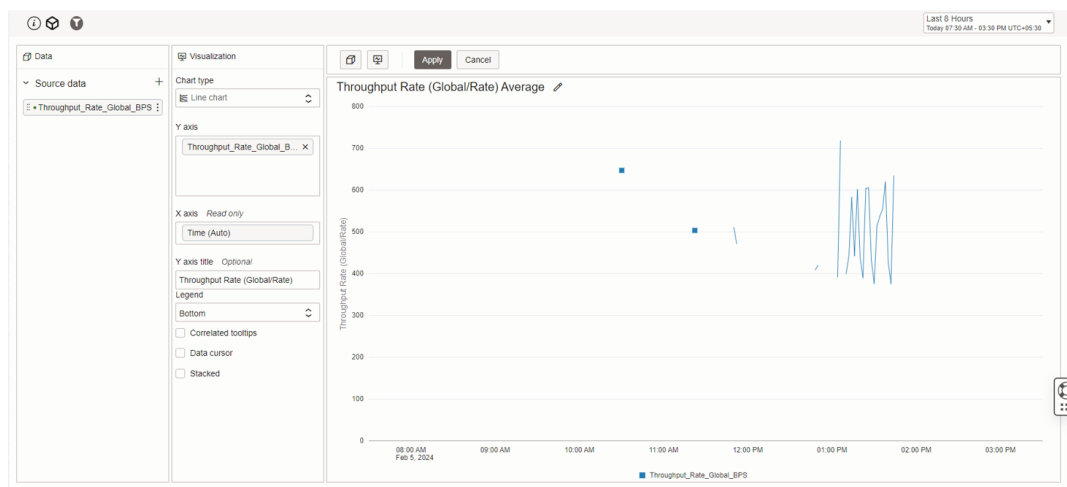 Last 8 Hours
Today 07:30 AM - 03:30 PM UTC+05:30
Data
Source data
Throughput_Rate_Global_BPS
Visualization
Chart type
Line chart
Y axis
Throughput_Rate_Global_B...
X axis Read only
Time (Auto)
Y axis title Optional
Throughput Rate (Global/Rate)
Legend
Bottom
Correlated tooltips
Data cursor
Stacked
Apply Cancel
Throughput Rate (Global/Rate) Average
Throughput Rate (Global/Rate)
800
700
600
500
400
300
200
100
0
08:00 AM 09:00 AM 10:00 AM 11:00 AM 12:00 PM 01:00 PM 02:00 PM 03:00 PM
Feb 5, 2024
Throughput_Rate_Global_BPS